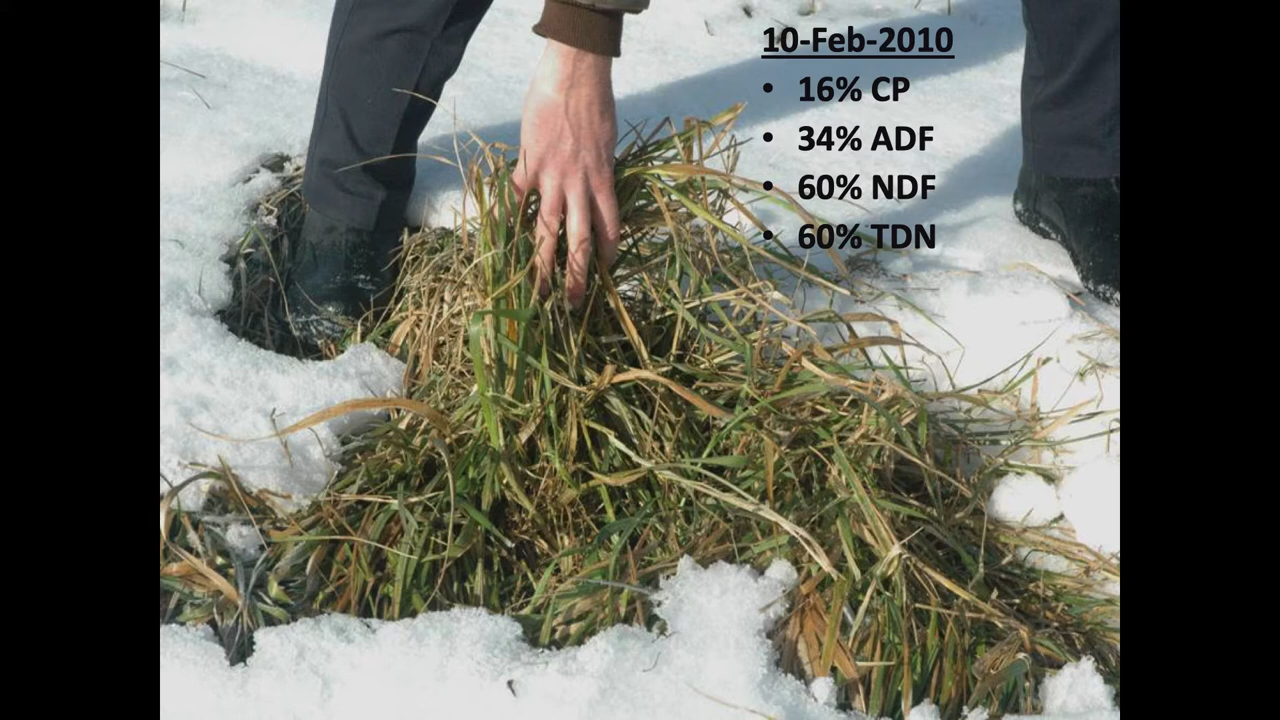 10-Feb-2010
• 16% CP
• 34% ADF
• 60% NDF
• 60% TDN